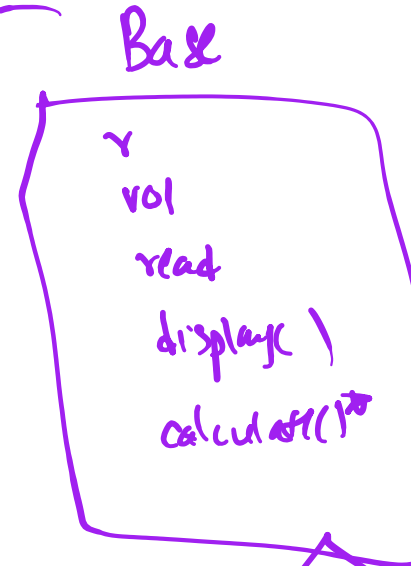 Base
r
vol
read
display()
calculate()*